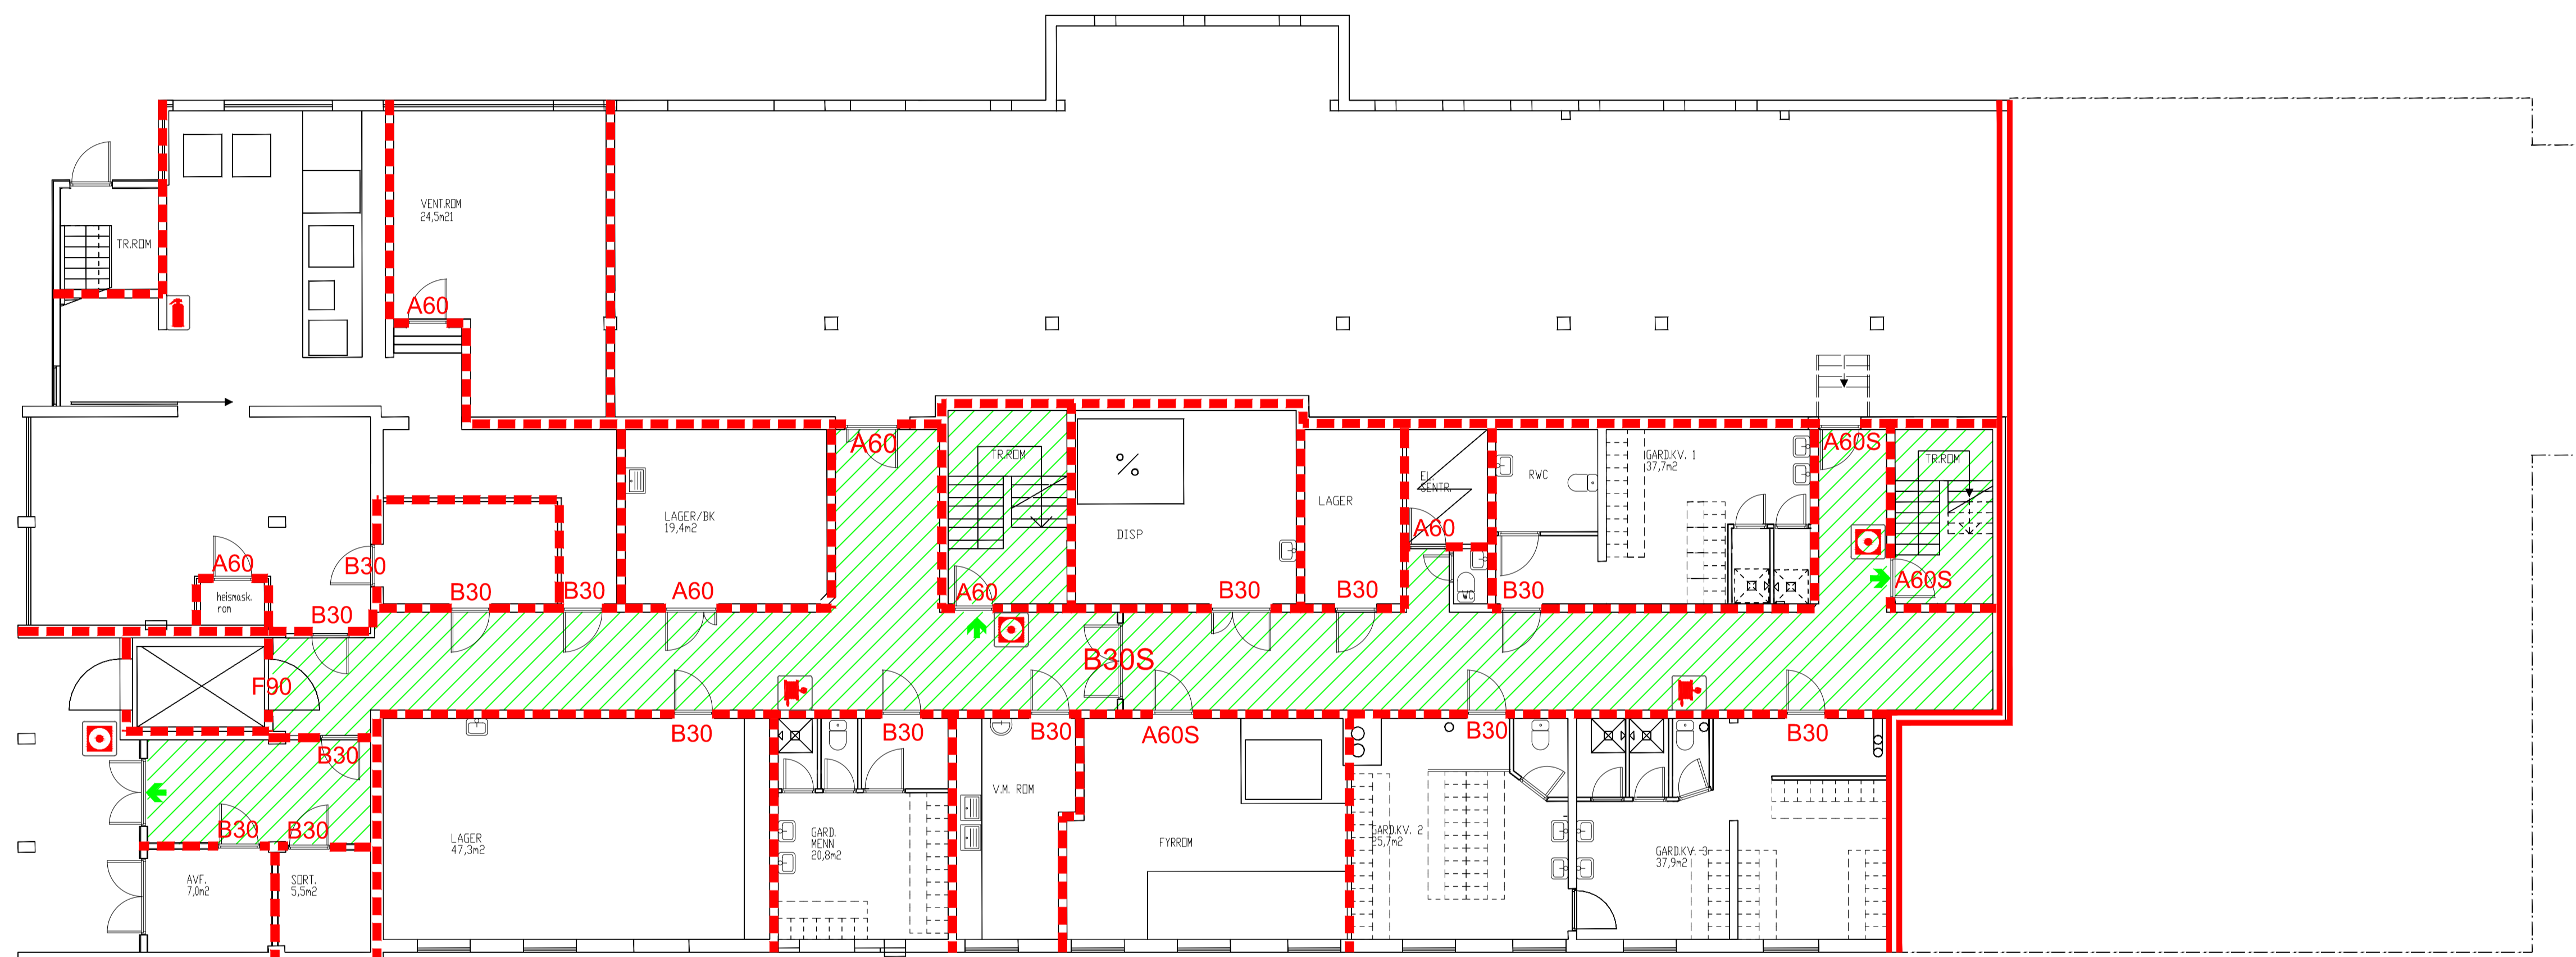 VENT.ROM
24,5m21
TR.ROM
A60
A60
TR.ROM
A60S
TR.ROM
EL.
SENTR.
RWC
GARD.KV. 1
37,7m2
LAGER
LAGER/BK
19,4m2
DISP
A60
A60
B30
heismask.
rom
B30
B30
B30
A60
A60
B30
B30
WC
B30
A60S
B30
B30S
F90
B30
B30
B30
B30
A60S
B30
B30
V.M. ROM
B30
B30
LAGER
47,3m2
GARD.
MENN
20,8m2
FYRROM
GARD.KV. 2
25,7m2
GARD.KV. 3
37,9m2
AVF.
7,0m2
SORT.
5,5m2